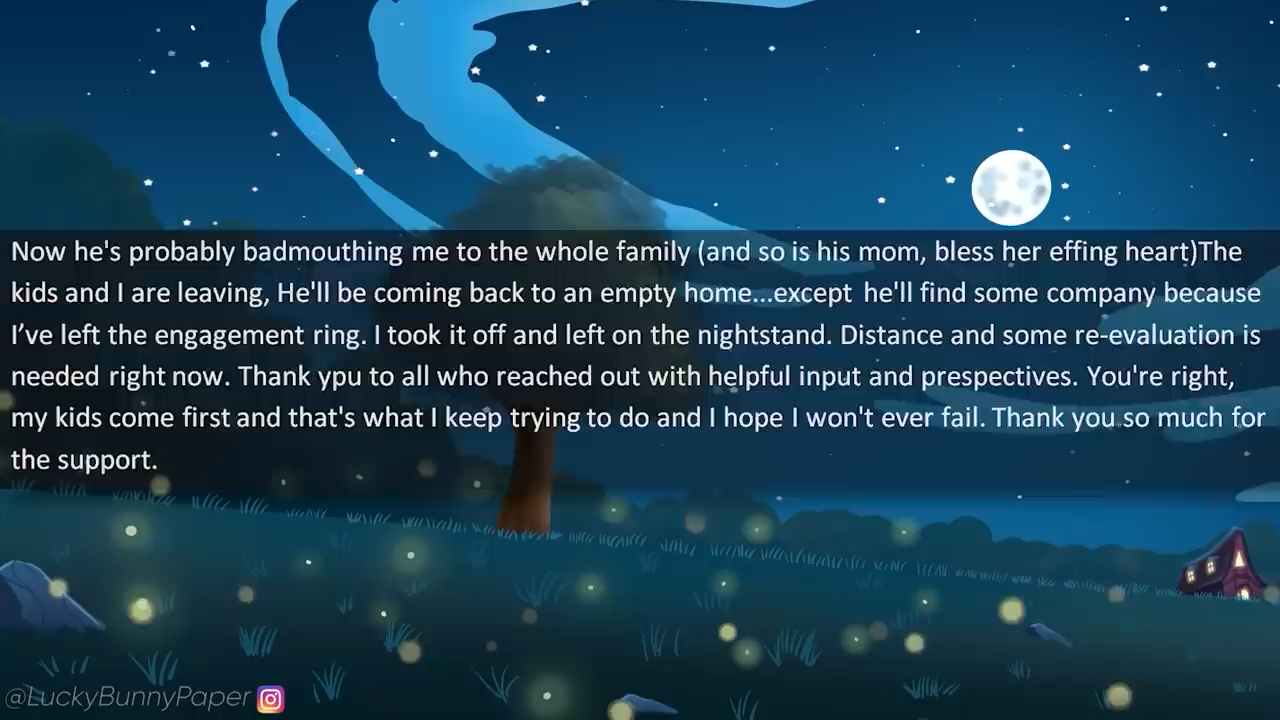 Now he's probably badmouthing me to the whole family (and so is his mom, bless her effing heart)The
kids and I are leaving, He'll be coming back to an empty home...except he'll find some company because
I’ve left the engagement ring. I took it off and left on the nightstand. Distance and some re-evaluation is
needed right now. Thank ypu to all who reached out with helpful input and prespectives. You're right,
my kids come first and that's what I keep trying to do and I hope I won't ever fail. Thank you so much for
the support.
@LuckyBunnyPaper